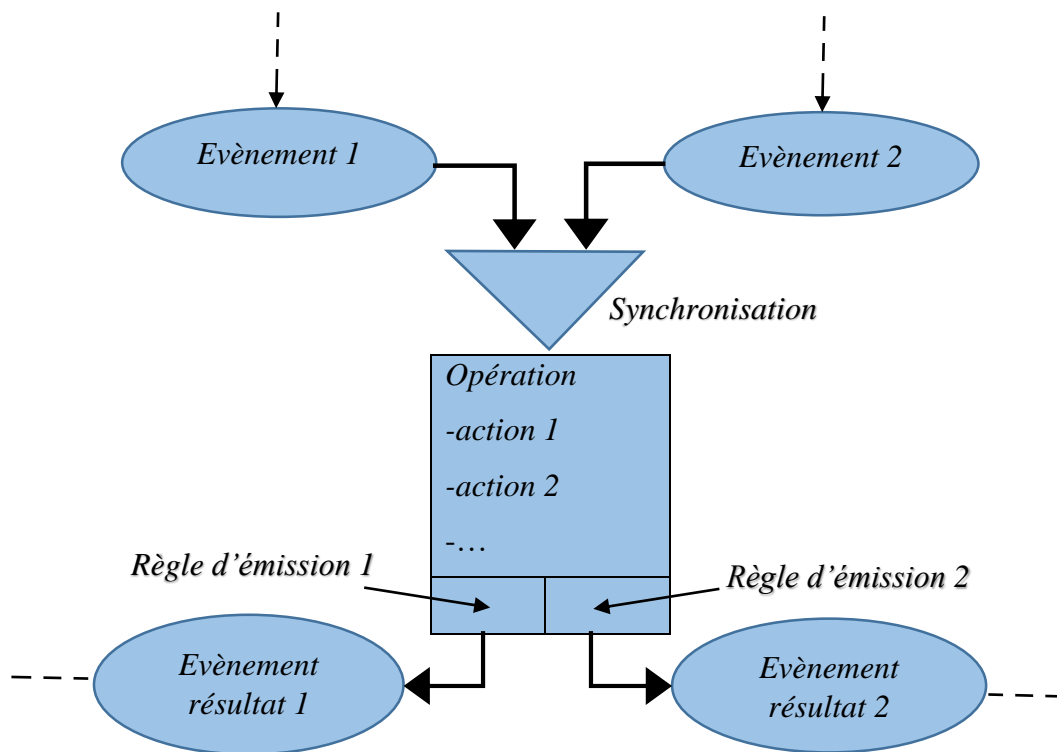 Evènement 1
Evènement 2
Synchronisation
Opération
-action 1
-action 2
-…
Règle d’émission 1
Règle d’émission 2
Evènement
résultat 1
Evènement
résultat 2